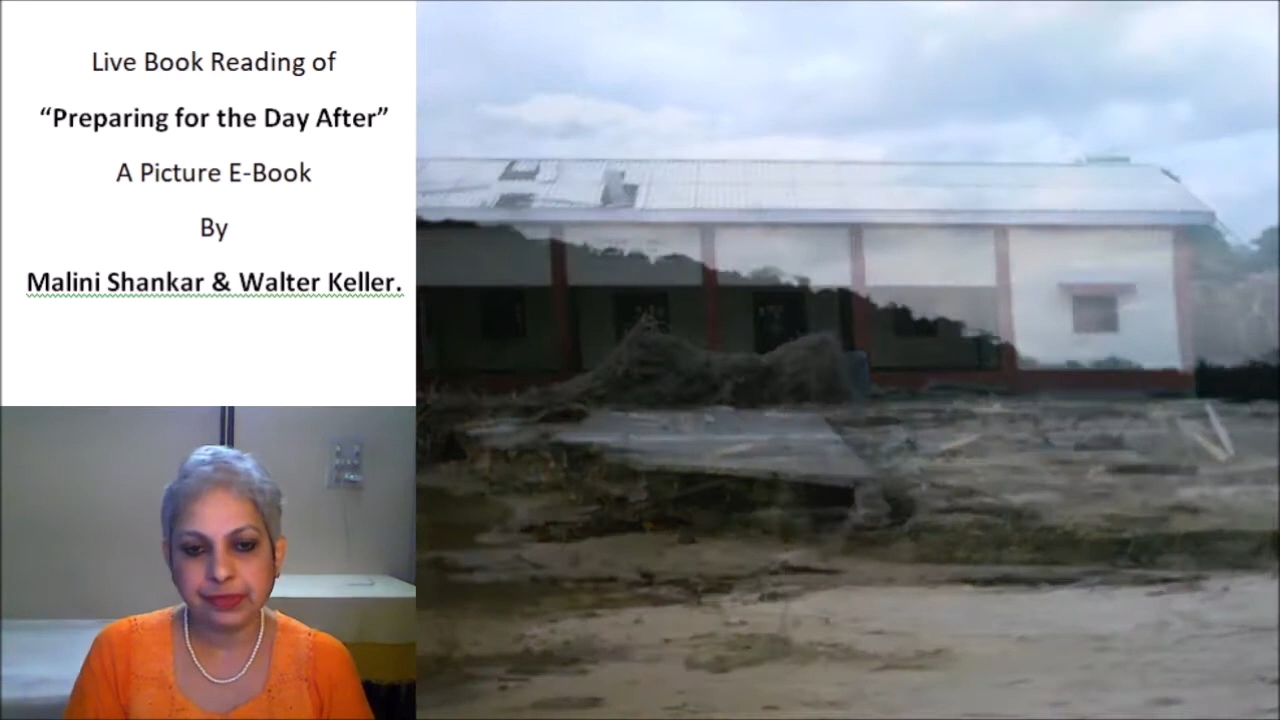 Live Book Reading of
“Preparing for the Day After”
A Picture E-Book
By
Malini Shankar & Walter Keller.